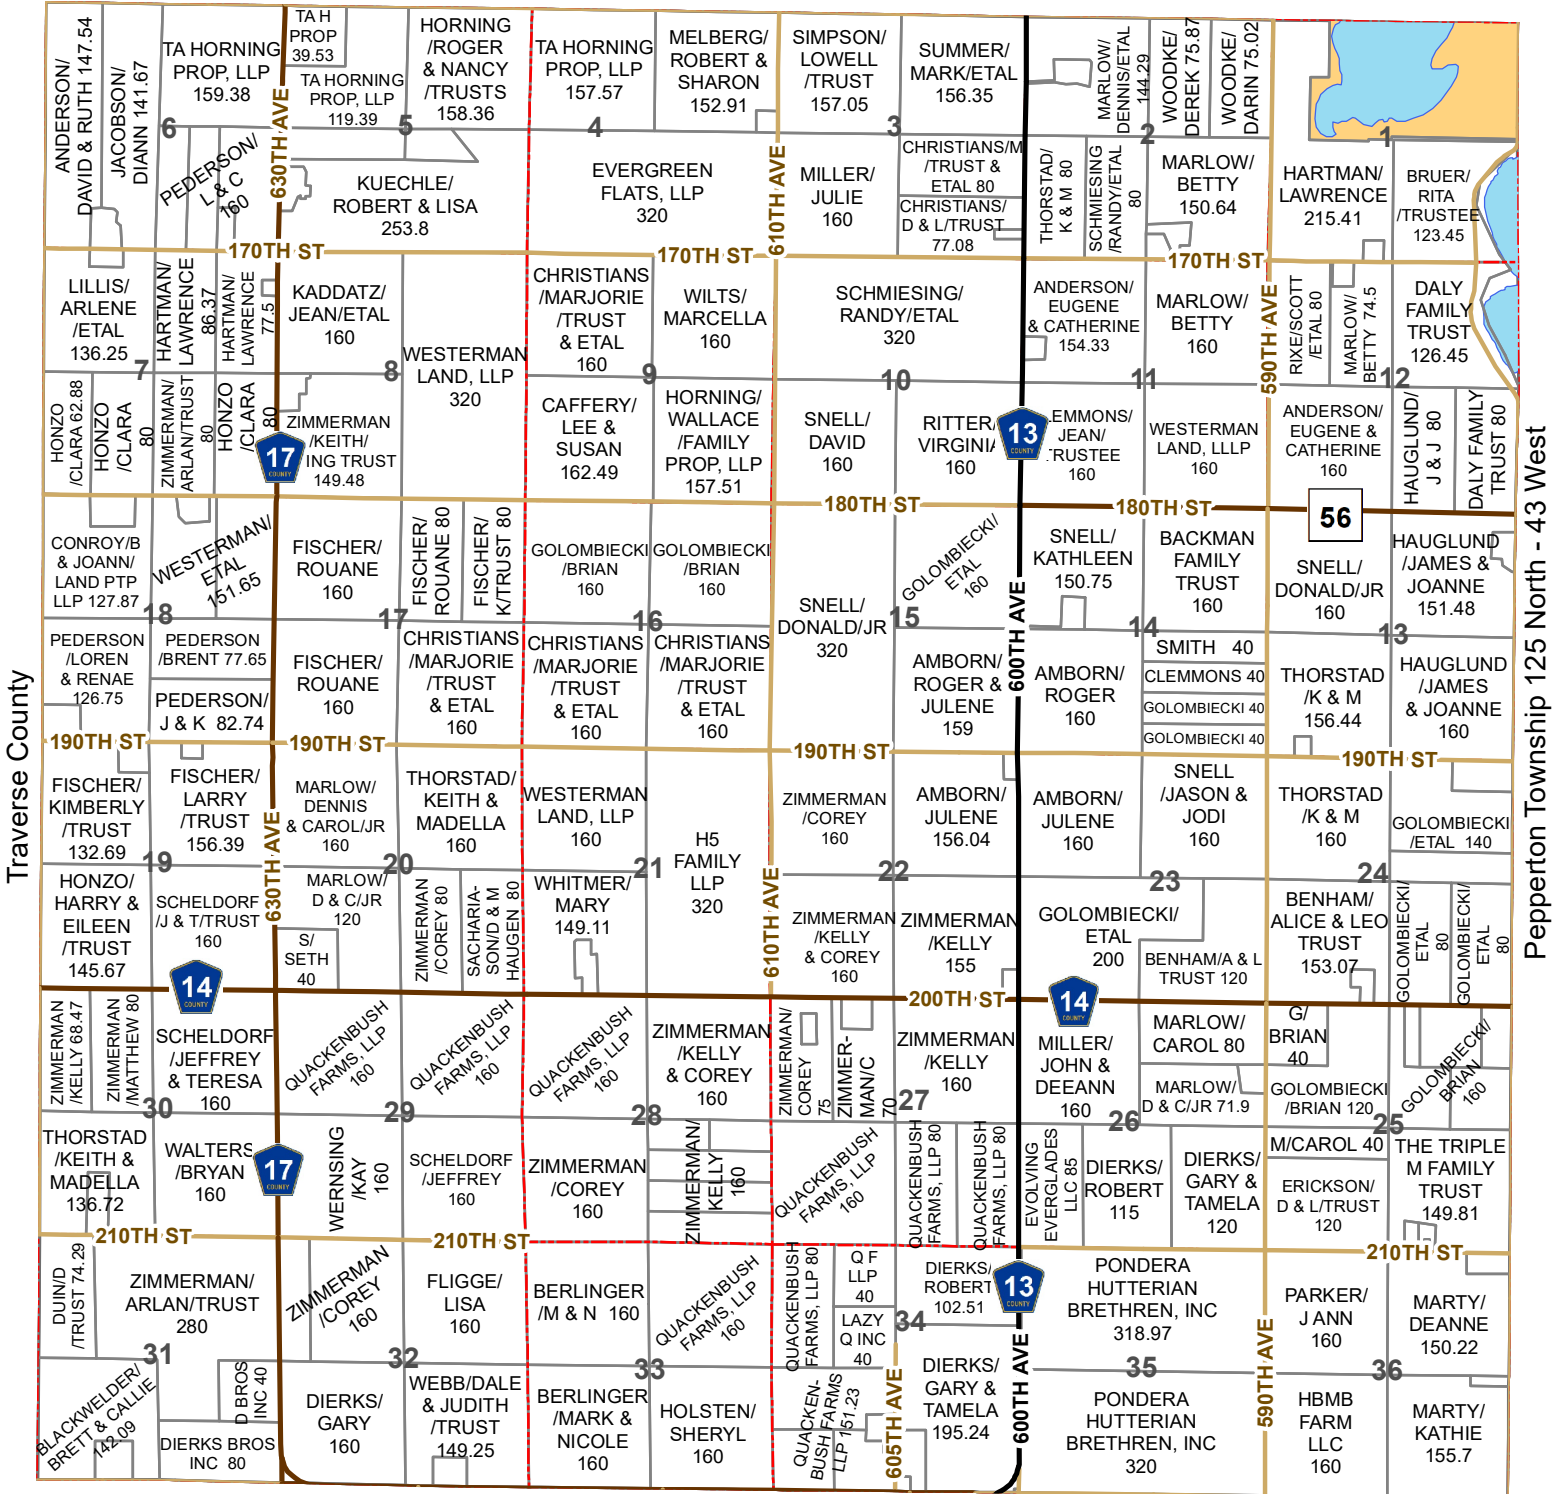 ANDERSON/
DAVID & RUTH 147.54
JACOBSON/
DIANN 141.67
TA HORNING
PROP, LLP
159.38
TA H
PROP
39.53
TA HORNING
PROP, LLP
119.39
HORNING
/ROGER
& NANCY
/TRUSTS
158.36
TA HORNING
PROP, LLP
157.57
MELBERG/
ROBERT &
SHARON
152.91
SIMPSON/
LOWELL
/TRUST
157.05
SUMMER/
MARK/ETAL
156.35
MARLOW/
DENNIS/ETAL
144.29
WOODKE/
DEREK 75.87
WOODKE/
DARIN 75.02
6
5
4
3
2
1
630TH AVE
610TH AVE
PEDERSON/
L & C
160
KUECHLE/
ROBERT & LISA
253.8
EVERGREEN
FLATS, LLP
320
MILLER/
JULIE
160
CHRISTIANS/M
/TRUST &
ETAL 80
CHRISTIANS/
D & L/TRUST
77.08
THORSTAD/
K & M 80
SCHMIESING
/RANDY/ETAL
80
MARLOW/
BETTY
150.64
HARTMAN/
LAWRENCE
215.41
BRUER/
RITA
/TRUSTEE
123.45
170TH ST
170TH ST
170TH ST
LILLIS/
ARLENE
/ETAL
136.25
HARTMAN/
LAWRENCE
86.37
HARTMAN/
LAWRENCE
77.5
KADDATZ/
JEAN/ETAL
160
WESTERMAN
LAND, LLP
320
CHRISTIANS
/MARJORIE
/TRUST
& ETAL
160
WILTS/
MARCELLA
160
SCHMIESING/
RANDY/ETAL
320
ANDERSON/
EUGENE
& CATHERINE
154.33
MARLOW/
BETTY
160
590TH AVE
RIXE/SCOTT
/ETAL 80
MARLOW/
BETTY 74.5
DALY
FAMILY
TRUST
126.45
7
8
9
10
11
12
HONZO
/CLARA 62.88
HONZO
/CLARA
80
ZIMMERMAN/
ARLAN/TRUST
80
HONZO
/CLARA
80
17
COUNTY
ZIMMERMAN
/KEITH/
ING TRUST
149.48
CAFFERY/
LEE &
SUSAN
162.49
HORNING/
WALLACE
/FAMILY
PROP, LLP
157.51
SNELL/
DAVID
160
RITTER/
VIRGINIA
160
13
COUNTY
LEMMONS/
JEAN/
TRUSTEE
160
WESTERMAN
LAND, LLLP
160
ANDERSON/
EUGENE &
CATHERINE
160
HAUGLUND/
J & J 80
DALY FAMILY
TRUST 80
180TH ST
180TH ST
56
CONROY/B
& JOANN/
LAND PTP
LLP 127.87
WESTERMAN/
ETAL
151.65
FISCHER/
ROUANE
160
FISCHER/
ROUANE 80
FISCHER/
K/TRUST 80
GOLOMBIECKI
/BRIAN
160
GOLOMBIECKI
/BRIAN
160
SNELL/
DONALD/JR
320
GOLOMBIECKI/
ETAL
160
600TH AVE
SNELL/
KATHLEEN
150.75
BACKMAN
FAMILY
TRUST
160
SNELL/
DONALD/JR
160
HAUGLUND
/JAMES &
JOANNE
151.48
18
17
16
15
14
13
PEDERSON
/LOREN
& RENAE
126.75
PEDERSON
/BRENT 77.65
PEDERSON/
J & K 82.74
FISCHER/
ROUANE
160
CHRISTIANS
/MARJORIE
/TRUST
& ETAL
160
CHRISTIANS
/MARJORIE
/TRUST
& ETAL
160
CHRISTIANS
/MARJORIE
/TRUST
& ETAL
160
AMBORN/
ROGER &
JULENE
159
AMBORN/
ROGER
160
SMITH 40
CLEMMONS 40
GOLOMBIECKI 40
GOLOMBIECKI 40
THORSTAD
/K & M
156.44
HAUGLUND
/JAMES
& JOANNE
160
190TH ST
190TH ST
190TH ST
190TH ST
Traverse County
Pepperton Township 125 North - 43 West
FISCHER/
KIMBERLY
/TRUST
132.69
FISCHER/
LARRY
/TRUST
156.39
630TH AVE
MARLOW/
DENNIS
& CAROL/JR
160
THORSTAD/
KEITH &
MADELLA
160
WESTERMAN
LAND, LLP
160
H5
FAMILY
LLP
320
610TH AVE
ZIMMERMAN
/COREY
160
AMBORN/
JULENE
156.04
AMBORN/
JULENE
160
SNELL
/JASON &
JODI
160
THORSTAD
/K & M
160
GOLOMBIECKI
/ETAL 140
19
20
21
22
23
24
HONZO/
HARRY &
EILEEN
/TRUST
145.67
SCHELDORF
/J & T/TRUST
160
MARLOW/
D & C/JR
120
S/
SETH
40
ZIMMERMAN
/COREY 80
SACHARIA-
SON/D & M
HAUGEN 80
WHITMER/
MARY
149.11
ZIMMERMAN
/KELLY
& COREY
160
ZIMMERMAN
/KELLY
155
GOLOMBIECKI/
ETAL
200
BENHAM/A & L
TRUST 120
BENHAM/
ALICE & LEO
TRUST
153.07
GOLOMBIECKI/
ETAL
80
GOLOMBIECKI/
ETAL
80
14
COUNTY
200TH ST
14
COUNTY
ZIMMERMAN
/KELLY 68.47
ZIMMERMAN
/MATTHEW 80
SCHELDORF
/JEFFREY
& TERESA
160
QUACKENBUSH
FARMS, LLP
160
QUACKENBUSH
FARMS, LLP
160
QUACKENBUSH
FARMS, LLP
160
ZIMMERMAN
/KELLY
& COREY
160
ZIMMERMAN/
COREY
75
ZIMMER-
MAN/C
70
ZIMMERMAN
/KELLY
160
MILLER/
JOHN &
DEEANN
160
MARLOW/
CAROL 80
MARLOW/
D & C/JR 71.9
G/
BRIAN
40
GOLOMBIECKI
/BRIAN 120
GOLOMBIECKI/
BRIAN
160
30
29
28
27
26
25
THORSTAD
/KEITH &
MADELLA
136.72
WALTERS
/BRYAN
160
17
COUNTY
WERNSING
/KAY
160
SCHELDORF
/JEFFREY
160
ZIMMERMAN
/COREY
160
ZIMMERMAN/
KELLY
160
QUACKENBUSH
FARMS, LLP
160
QUACKENBUSH
FARMS, LLP 80
QUACKENBUSH
FARMS, LLP 80
EVOLVING
EVERGLADES
LLC 85
DIERKS/
ROBERT
115
DIERKS/
GARY &
TAMELA
120
M/CAROL 40
ERICKSON/
D & L/TRUST
120
THE TRIPLE
M FAMILY
TRUST
149.81
210TH ST
210TH ST
210TH ST
DUIN/D
/TRUST 74.29
ZIMMERMAN/
ARLAN/TRUST
280
ZIMMERMAN
/COREY
160
FLIGGE/
LISA
160
BERLINGER
/M & N 160
QUACKENBUSH
FARMS, LLP
160
QUACKENBUSH
FARMS, LLP 80
Q F
LLP
40
LAZY
Q INC
40
DIERKS/
ROBERT
102.51
13
COUNTY
PONDERA
HUTTERIAN
BRETHREN, INC
318.97
PARKER/
J ANN
160
MARTY/
DEANNE
150.22
31
32
33
34
35
36
BLACKWELDER/
BRETT & CALLIE
142.09
D BROS
INC 40
DIERKS BROS
INC 80
DIERKS/
GARY
160
WEBB/DALE
& JUDITH
/TRUST
149.25
BERLINGER
/MARK &
NICOLE
160
HOLSTEN/
SHERYL
160
QUACKEN-
BUSH FARMS
LLP 151.23
605TH AVE
DIERKS/
GARY &
TAMELA
195.24
600TH AVE
PONDERA
HUTTERIAN
BRETHREN, INC
320
590TH AVE
HBMB
FARM
LLC
160
MARTY/
KATHIE
155.7